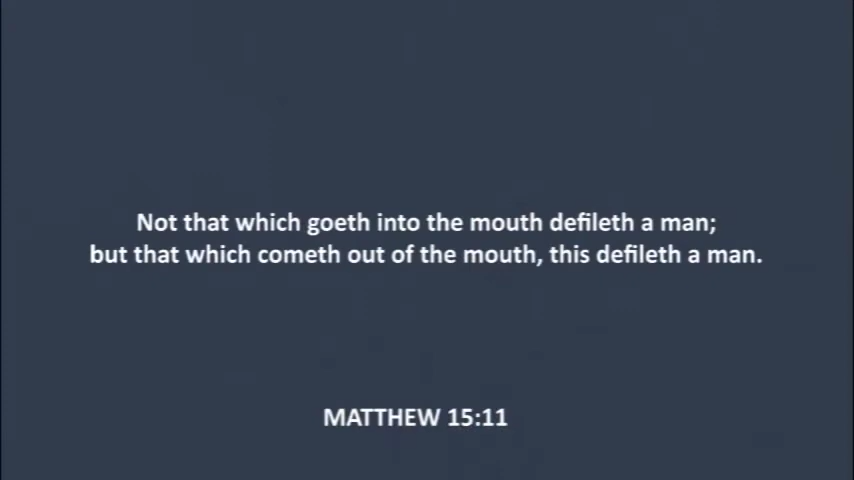 Not that which goeth into the mouth defileth a man;
but that which cometh out of the mouth, this defileth a man.
MATTHEW 15:11